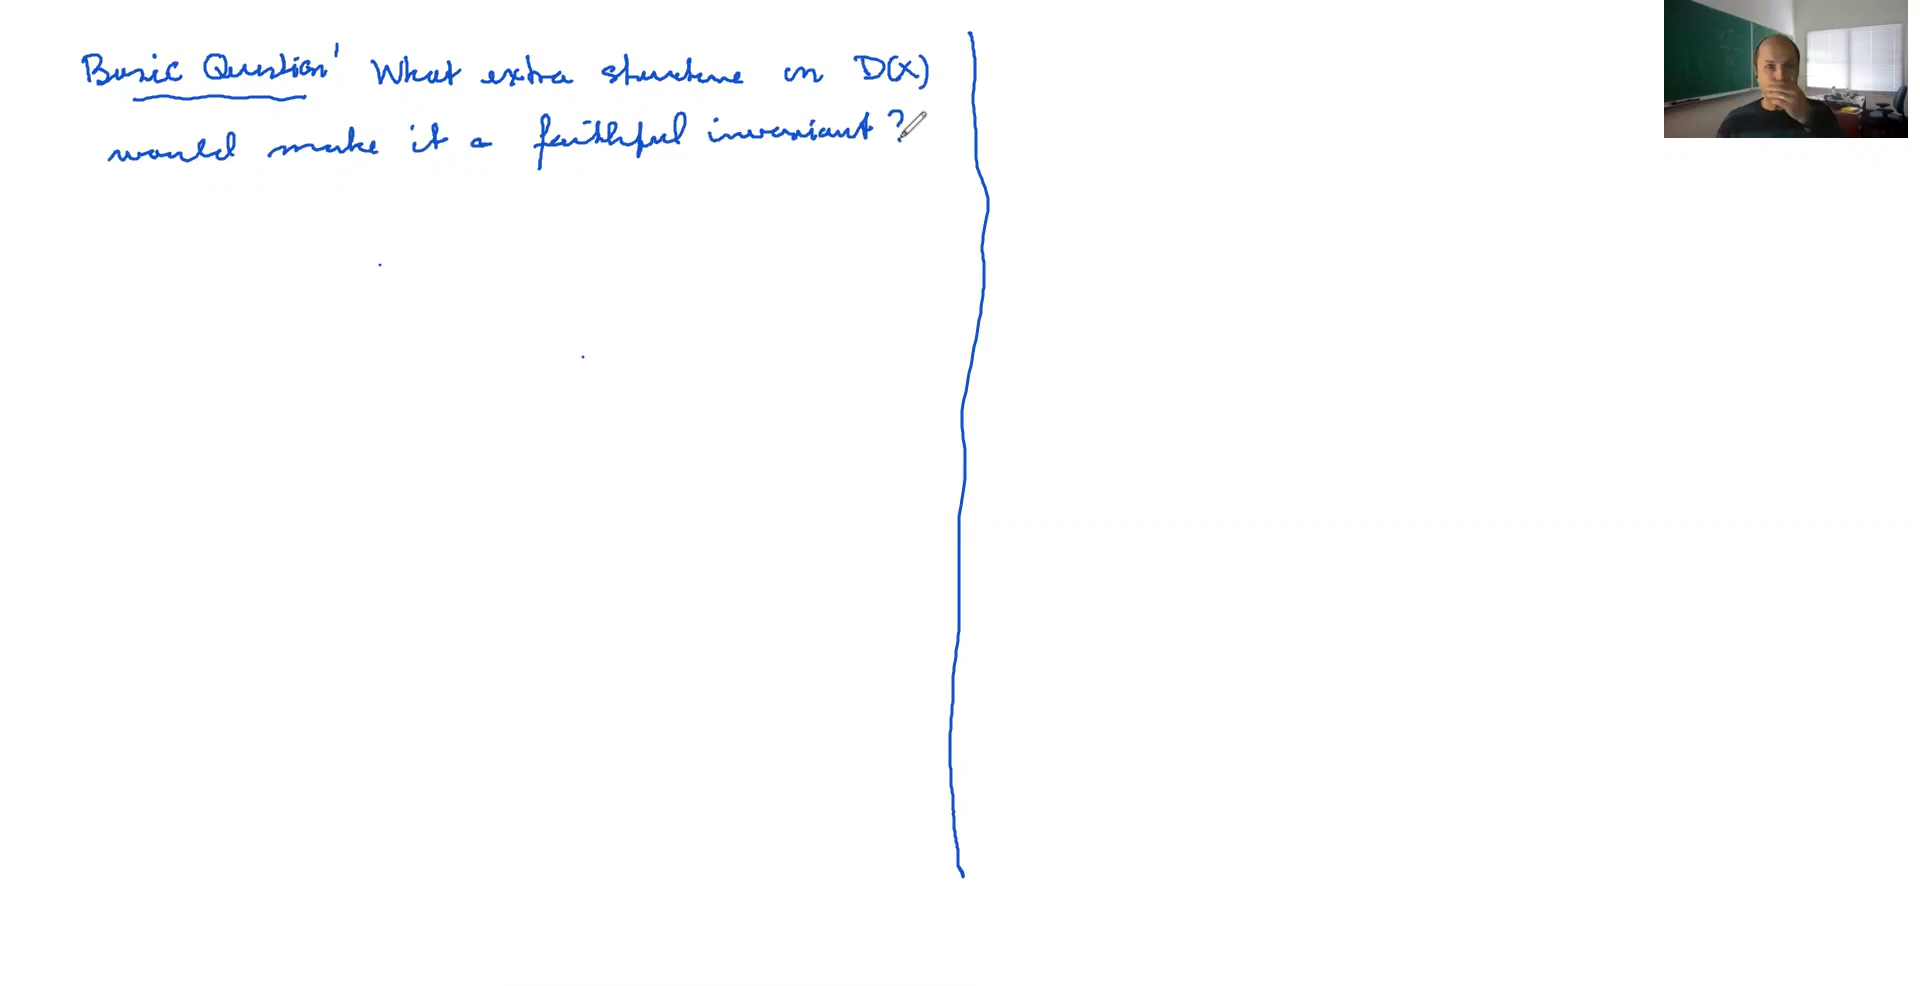 Basic Question' What extra structure on D(X)
would make it a faithful invariant?